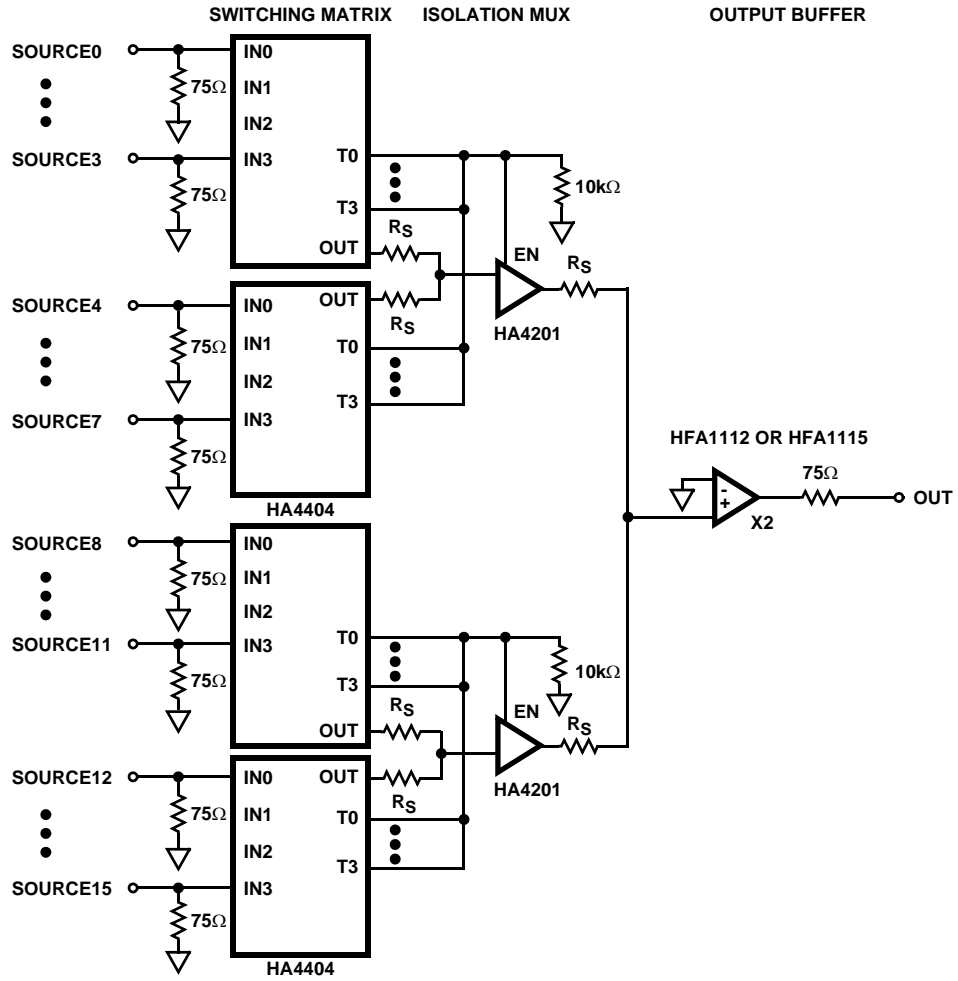 SWITCHING MATRIX
ISOLATION MUX
OUTPUT BUFFER
SOURCE0
75Ω
IN0
IN1
IN2
SOURCE3
75Ω
IN3
T0
T3
OUT
RS
10kΩ
EN
RS
HA4201
SOURCE4
75Ω
IN0
IN1
IN2
SOURCE7
75Ω
IN3
OUT
RS
T0
T3
HA4404
HFA1112 OR HFA1115
-
+
X2
75Ω
OUT
SOURCE8
75Ω
IN0
IN1
IN2
SOURCE11
75Ω
IN3
T0
T3
OUT
RS
10kΩ
EN
RS
HA4201
SOURCE12
75Ω
IN0
IN1
IN2
SOURCE15
75Ω
IN3
OUT
RS
T0
T3
HA4404